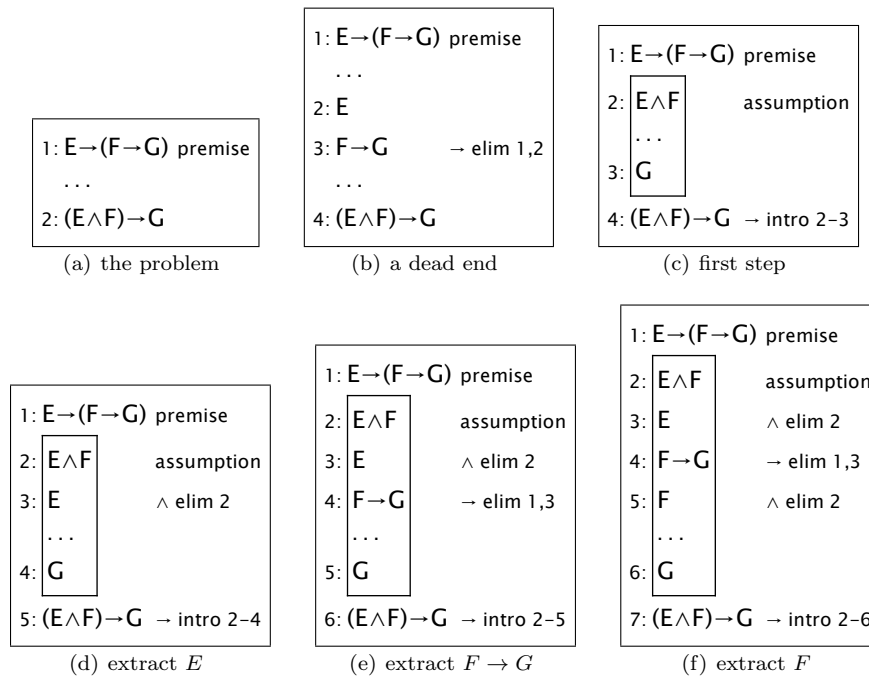 1: E→(F→G) premise
...
2: (E∧F)→G
(a) the problem
1: E→(F→G) premise
...
2: E
3: F→G → elim 1,2
...
4: (E∧F)→G
(b) a dead end
1: E→(F→G) premise
2: E∧F assumption
...
3: G
4: (E∧F)→G → intro 2-3
(c) first step
1: E→(F→G) premise
2: E∧F assumption
3: E ∧ elim 2
...
4: G
5: (E∧F)→G → intro 2-4
(d) extract E
1: E→(F→G) premise
2: E∧F assumption
3: E ∧ elim 2
4: F→G → elim 1,3
...
5: G
6: (E∧F)→G → intro 2-5
(e) extract F → G
1: E→(F→G) premise
2: E∧F assumption
3: E ∧ elim 2
4: F→G → elim 1,3
5: F ∧ elim 2
...
6: G
7: (E∧F)→G → intro 2-6
(f) extract F